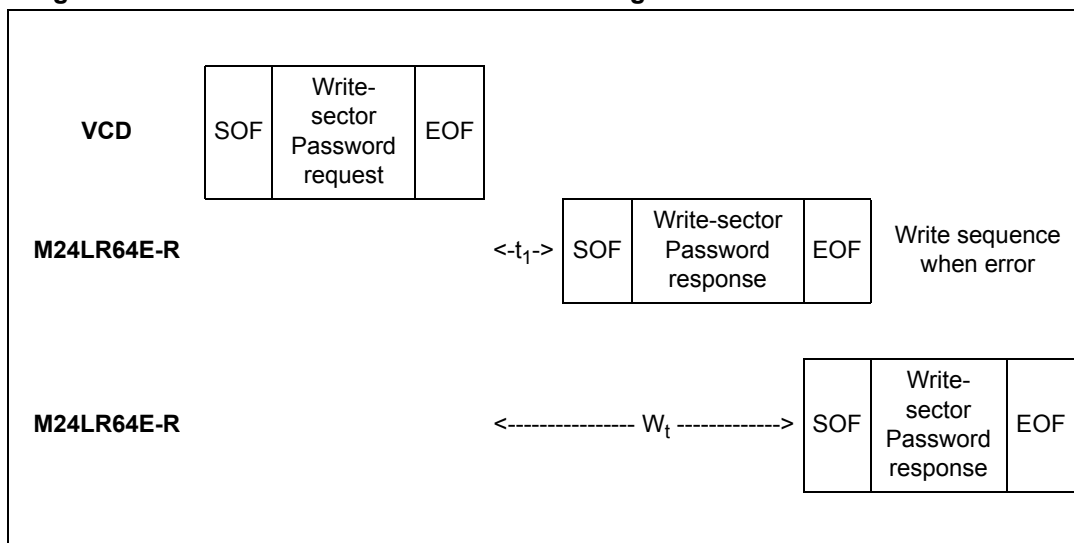 VCD
SOF
Write-
sector
Password
request
EOF
M24LR64E-R
<-t1->
SOF
Write-sector
Password
response
EOF
Write sequence
when error
M24LR64E-R
<---------------- Wt ------------->
SOF
Write-
sector
Password
response
EOF